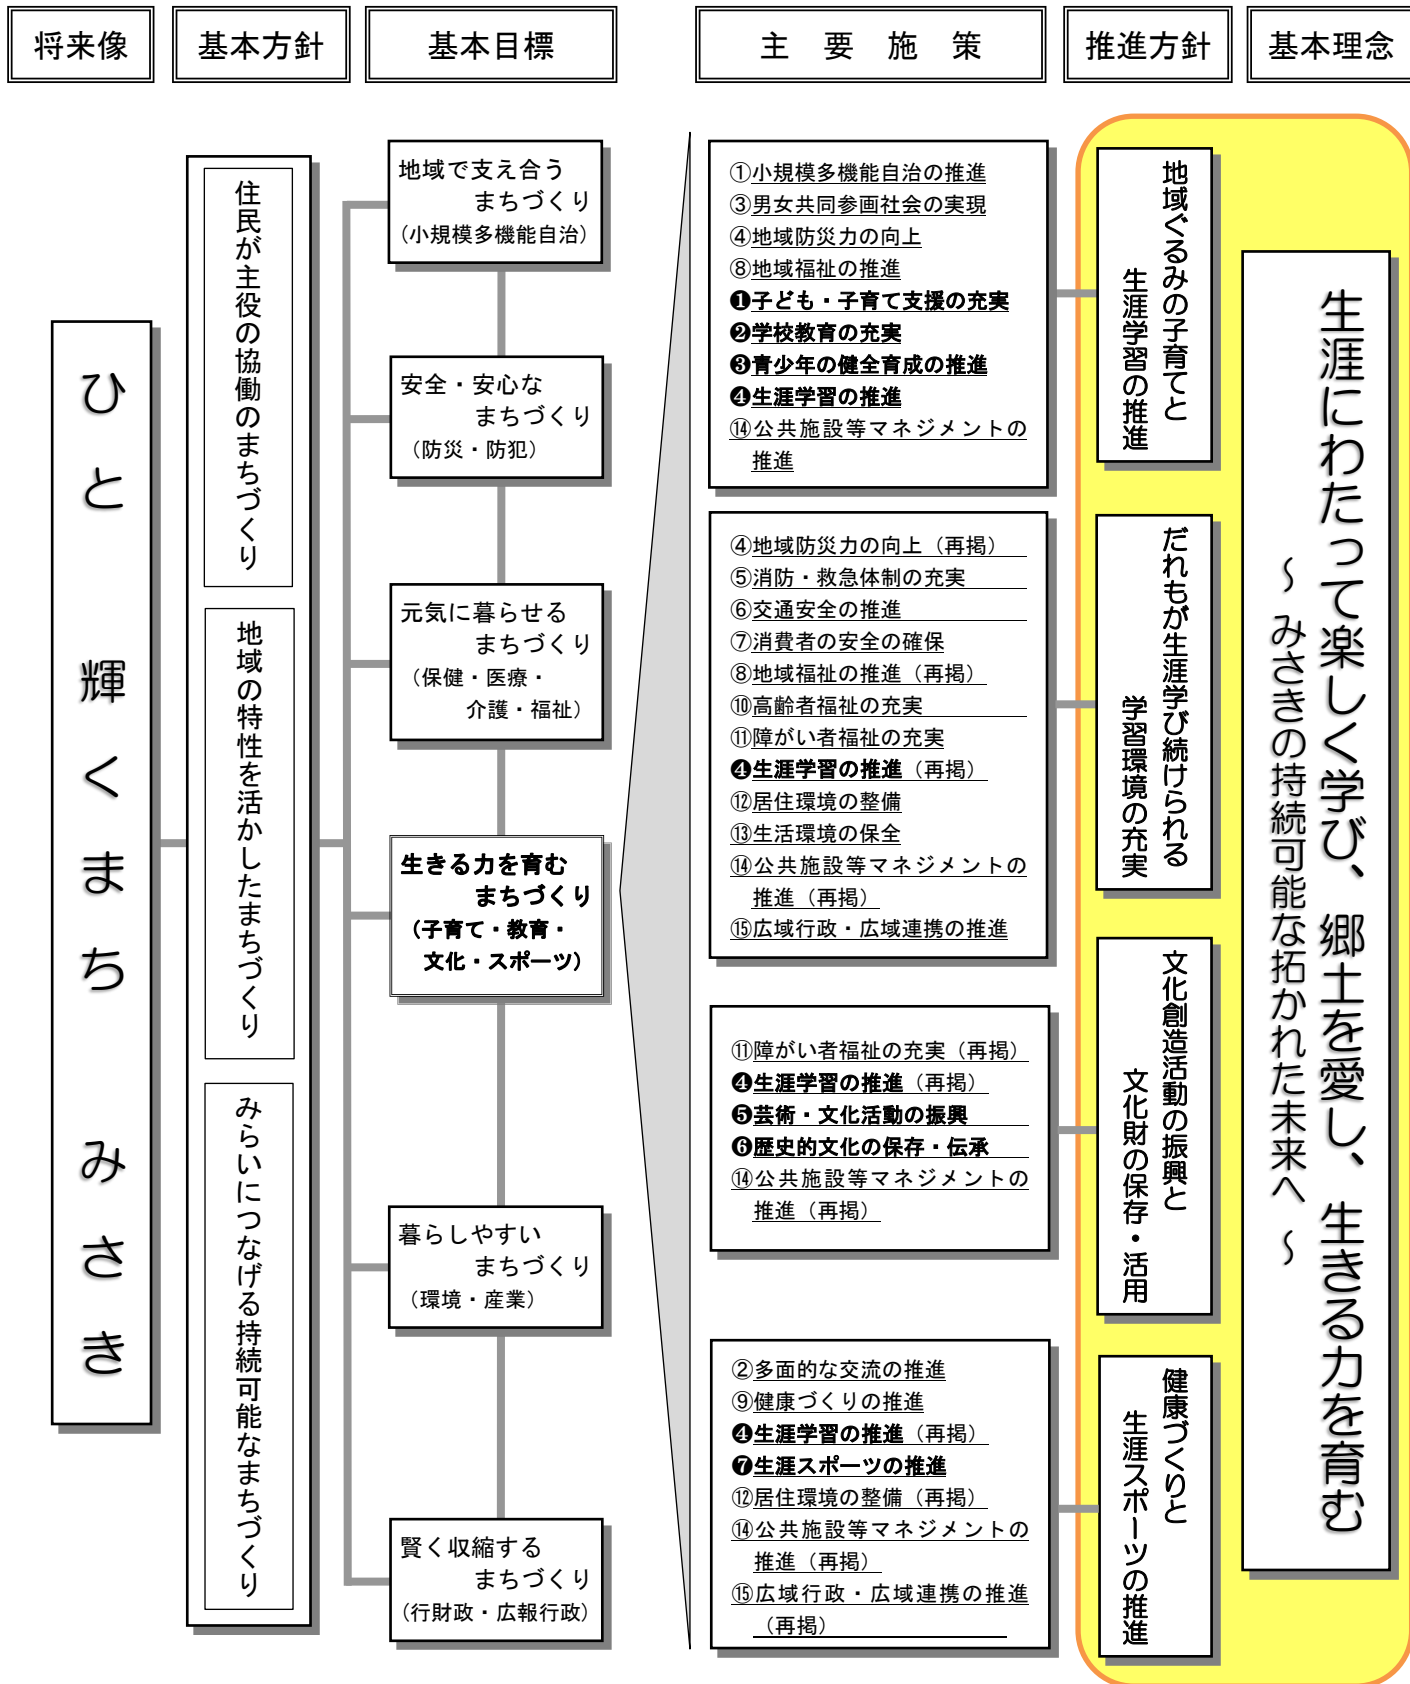 将来像
基本方針
基本目標
主要施策
推進方針
基本理念
ひと 輝くまち みさき
住民が主役の協働のまちづくり
地域の特性を活かしたまちづくり
みらいにつなげる持続可能なまちづくり
地域で支え合う
まちづくり
（小規模多機能自治）
安全・安心な
まちづくり
（防災・防犯）
元気に暮らせる
まちづくり
（保健・医療・
介護・福祉）
生きる力を育む
まちづくり
（子育て・教育・
文化・スポーツ）
暮らしやすい
まちづくり
（環境・産業）
賢く収縮する
まちづくり
（行財政・広報行政）
①小規模多機能自治の推進
③男女共同参画社会の実現
④地域防災力の向上
⑧地域福祉の推進
❶子ども・子育て支援の充実
❷学校教育の充実
❸青少年の健全育成の推進
❹生涯学習の推進
⑭公共施設等マネジメントの
推進
④地域防災力の向上（再掲）
⑤消防・救急体制の充実
⑥交通安全の推進
⑦消費者の安全の確保
⑧地域福祉の推進（再掲）
⑩高齢者福祉の充実
⑪障がい者福祉の充実
❹生涯学習の推進（再掲）
⑫居住環境の整備
⑬生活環境の保全
⑭公共施設等マネジメントの
推進（再掲）
⑮広域行政・広域連携の推進
⑪障がい者福祉の充実（再掲）
❹生涯学習の推進（再掲）
❺芸術・文化活動の振興
❻歴史的文化の保存・伝承
⑭公共施設等マネジメントの
推進（再掲）
②多面的な交流の推進
⑨健康づくりの推進
❹生涯学習の推進（再掲）
❼生涯スポーツの推進
⑫居住環境の整備（再掲）
⑭公共施設等マネジメントの
推進（再掲）
⑮広域行政・広域連携の推進
（再掲）
地域ぐるみの子育てと
生涯学習の推進
だれもが生涯学び続けられる
学習環境の充実
文化創造活動の振興と
文化財の保存・活用
健康づくりと
生涯スポーツの推進
生涯にわたって楽しく学び、郷土を愛し、生きる力を育む
～ みさきの持続可能な拓かれた未来へ ～